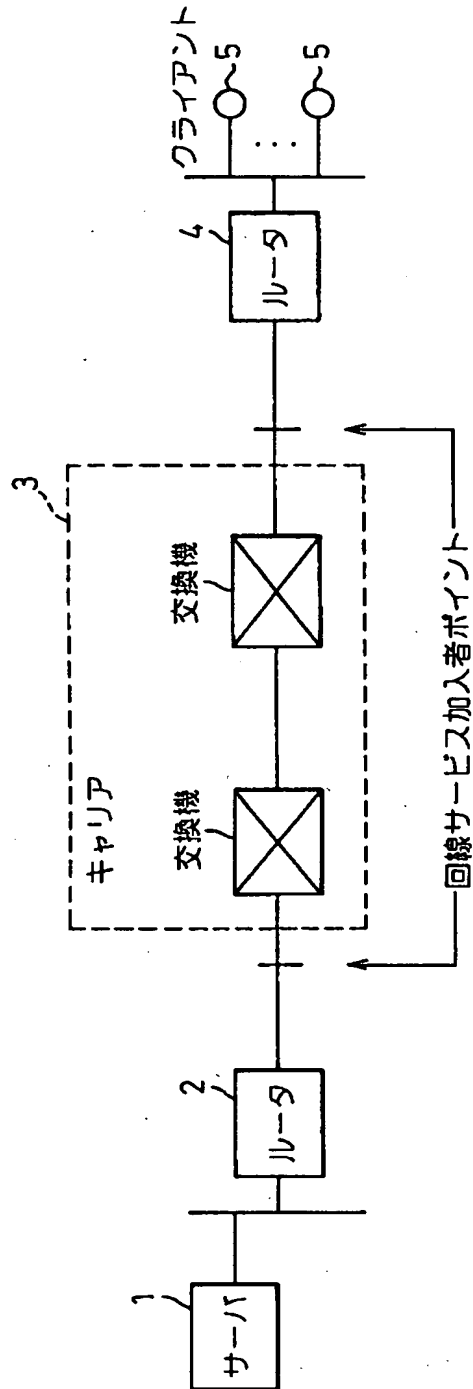 1
サーバ
2
ルータ
3
キャリア
交換機
交換機
4
ルータ
クライアント
5
...
5
回線サービス加入者ポイント